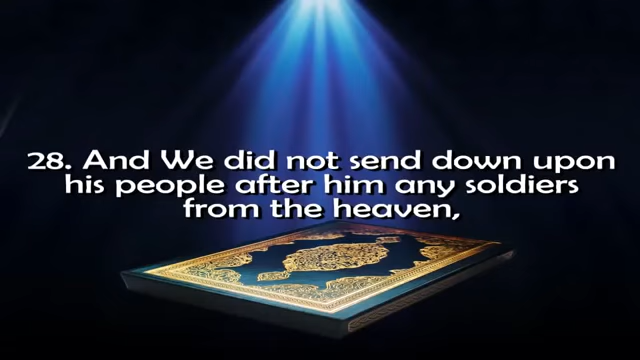 28. And We did not send down upon
his people after him any soldiers
from the heaven,